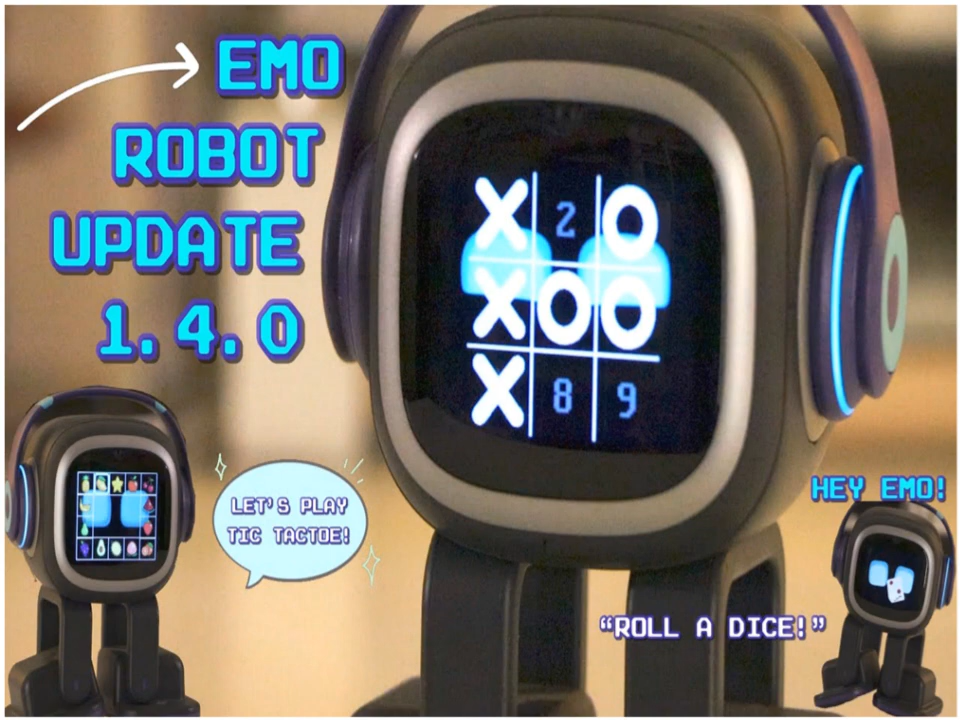 EMO
ROBOT
UPDATE
1.4.0
X 2 O
X O O
X 8 9
LET'S PLAY
TIC TACTOE!
HEY EMO!
“ROLL A DICE!”